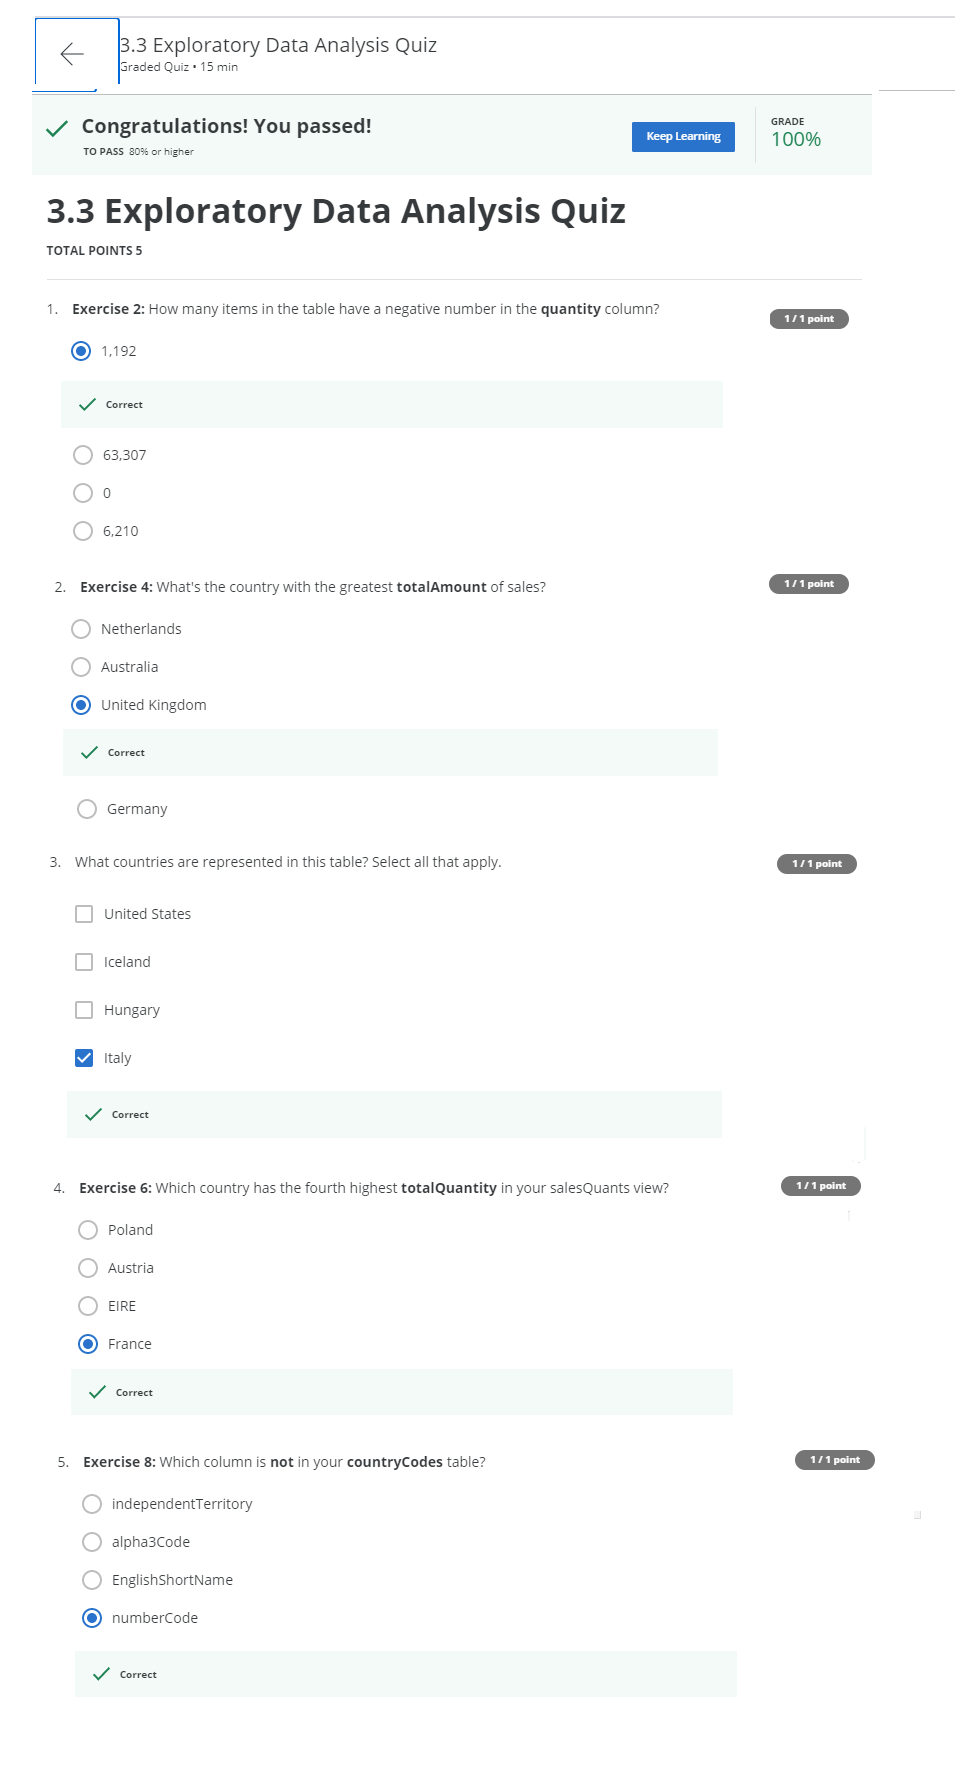 3.3 Exploratory Data Analysis Quiz
Graded Quiz • 15 min
Congratulations! You passed!
TO PASS 80% or higher
Keep Learning
GRADE
100%
3.3 Exploratory Data Analysis Quiz
TOTAL POINTS 5
1. Exercise 2: How many items in the table have a negative number in the quantity column?
1 / 1 point
1,192
Correct
63,307
0
6,210
2. Exercise 4: What's the country with the greatest totalAmount of sales?
1 / 1 point
Netherlands
Australia
United Kingdom
Correct
Germany
3. What countries are represented in this table? Select all that apply.
1 / 1 point
United States
Iceland
Hungary
Italy
Correct
4. Exercise 6: Which country has the fourth highest totalQuantity in your salesQuants view?
1 / 1 point
Poland
Austria
EIRE
France
Correct
5. Exercise 8: Which column is not in your countryCodes table?
1 / 1 point
independentTerritory
alpha3Code
EnglishShortName
numberCode
Correct